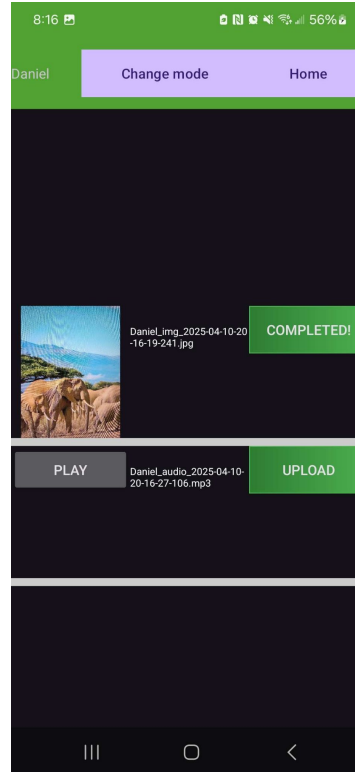 8:16 56%
Daniel Change mode Home
Daniel_img_2025-04-10-20
-16-19-241.jpg
COMPLETED!
PLAY
Daniel_audio_2025-04-10-
20-16-27-106.mp3
UPLOAD